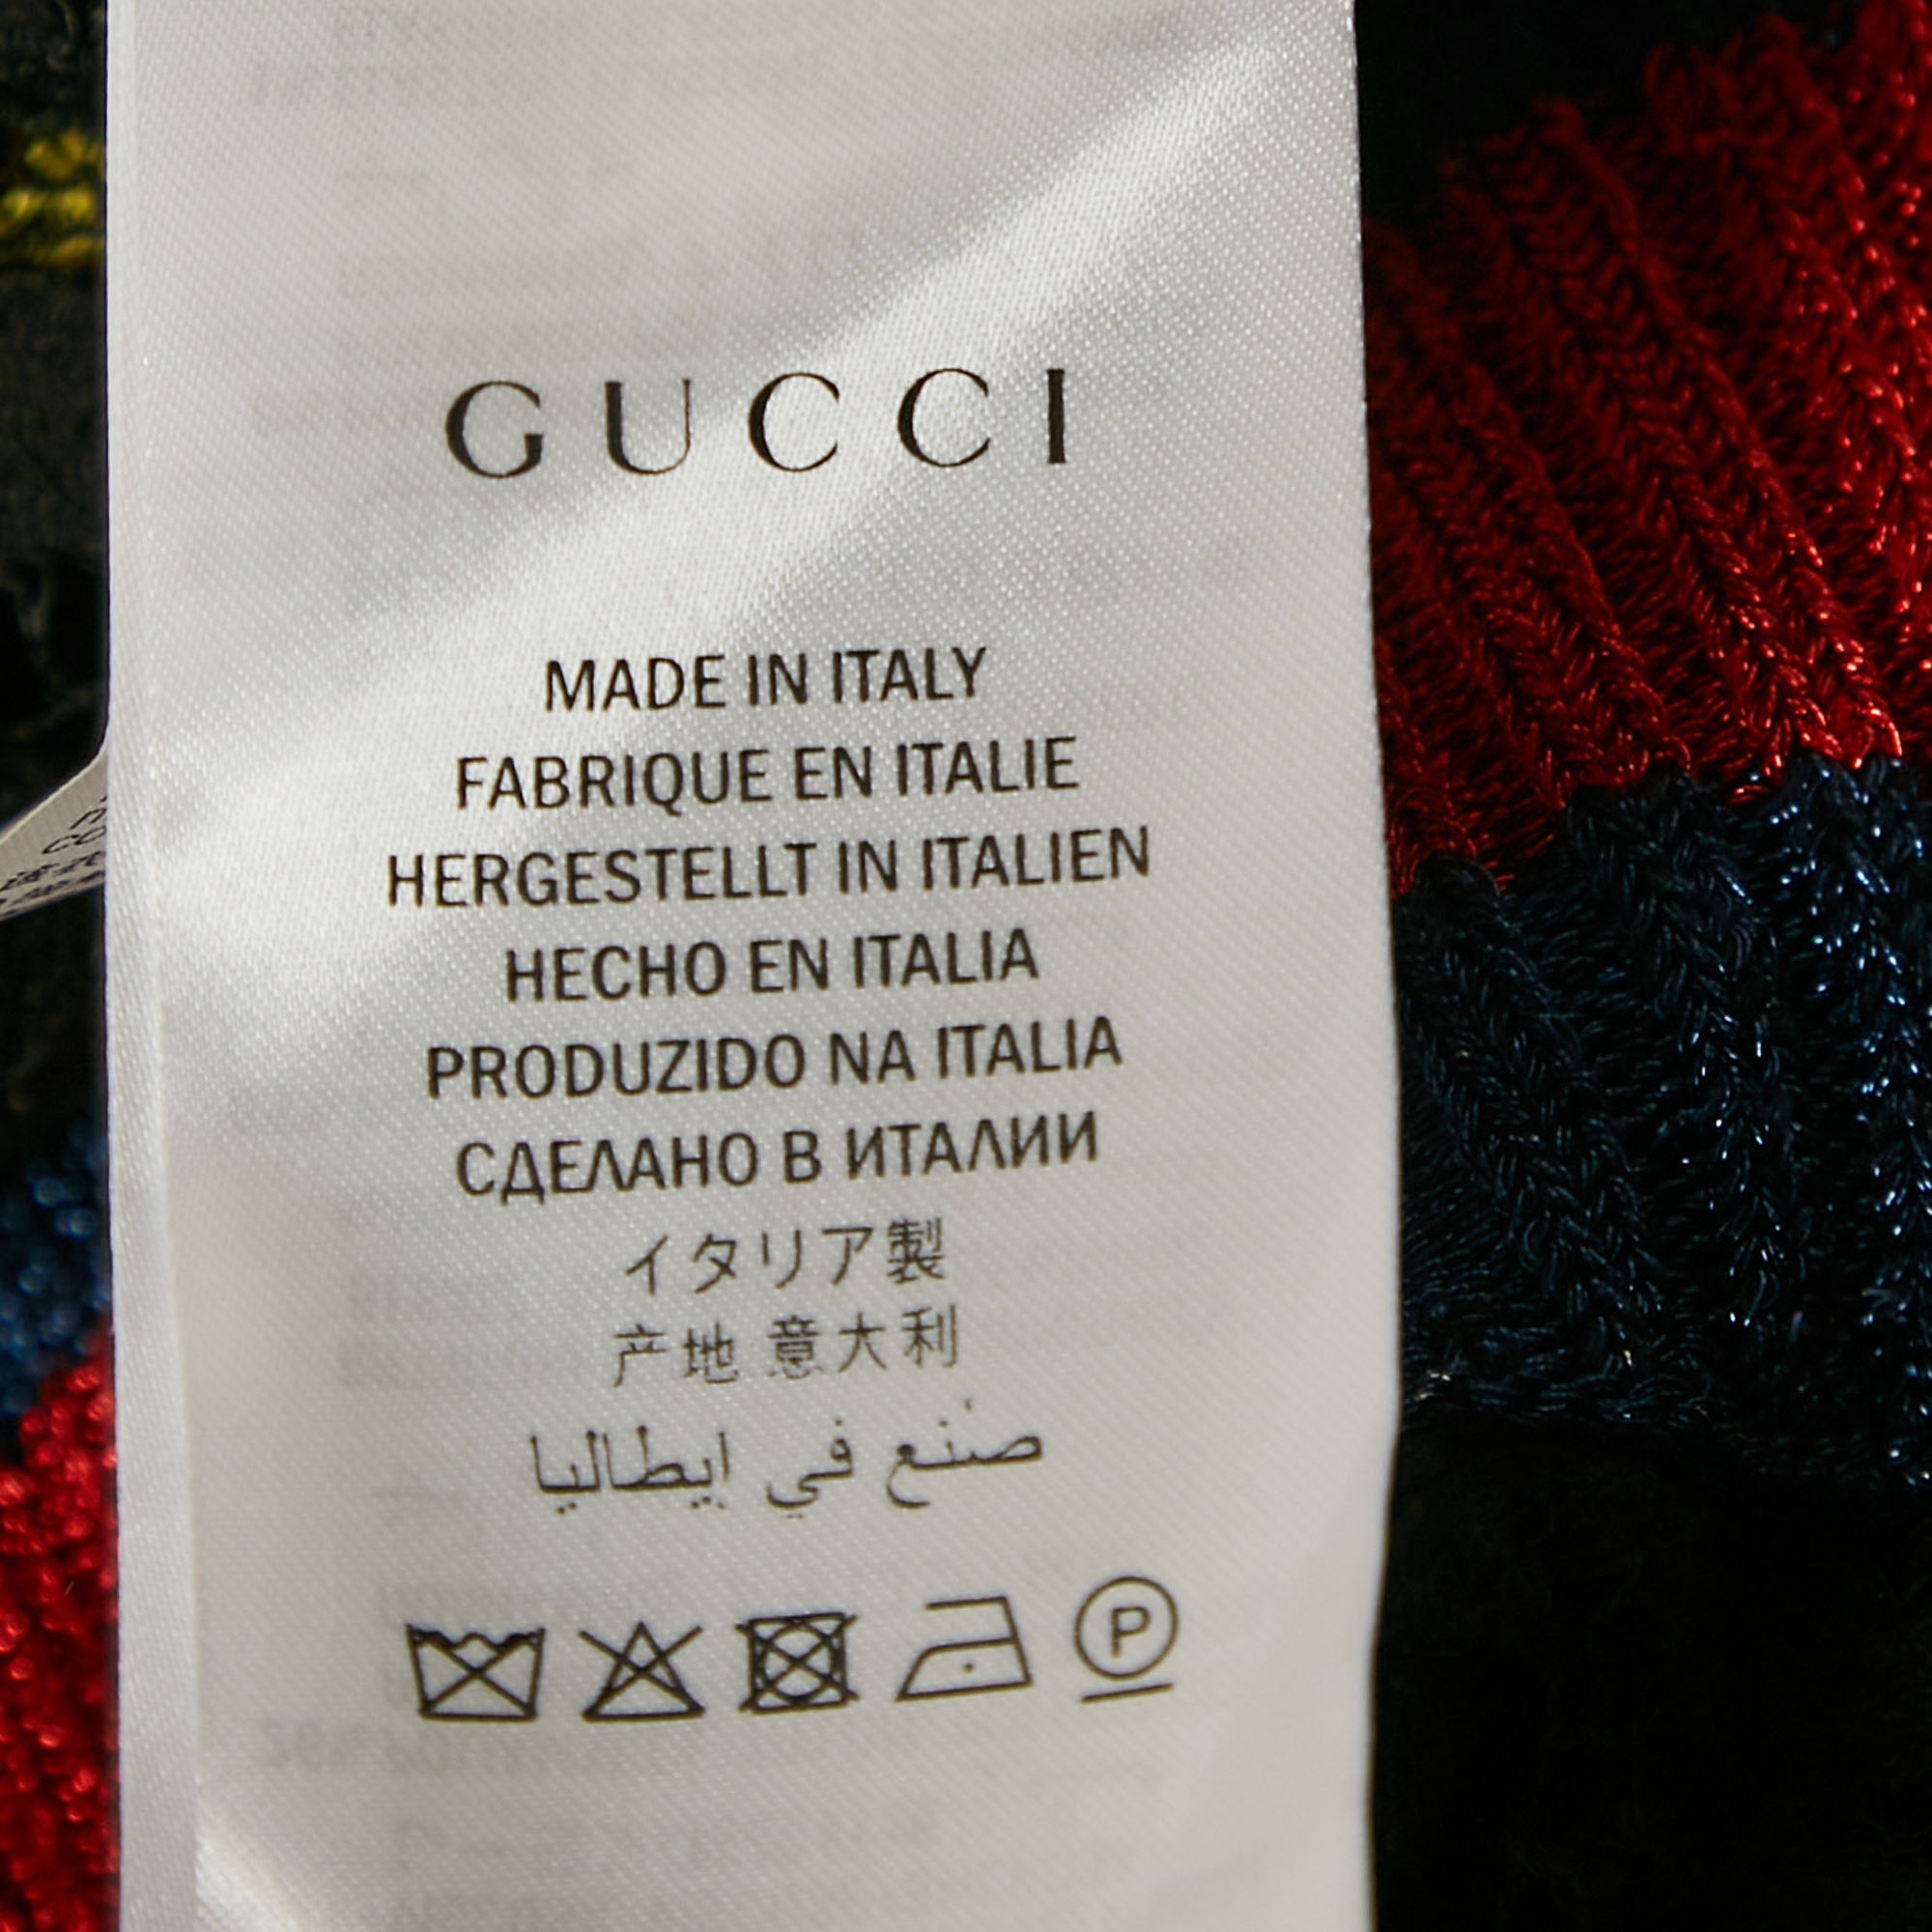 GUCCI
MADE IN ITALY
FABRIQUE EN ITALIE
HERGESTELLT IN ITALIEN
HECHO EN ITALIA
PRODUZIDO NA ITALIA
СДЕЛАНО В ИТАЛИИ
イタリア製
产地 意大利
صنع في ايطاليا
P